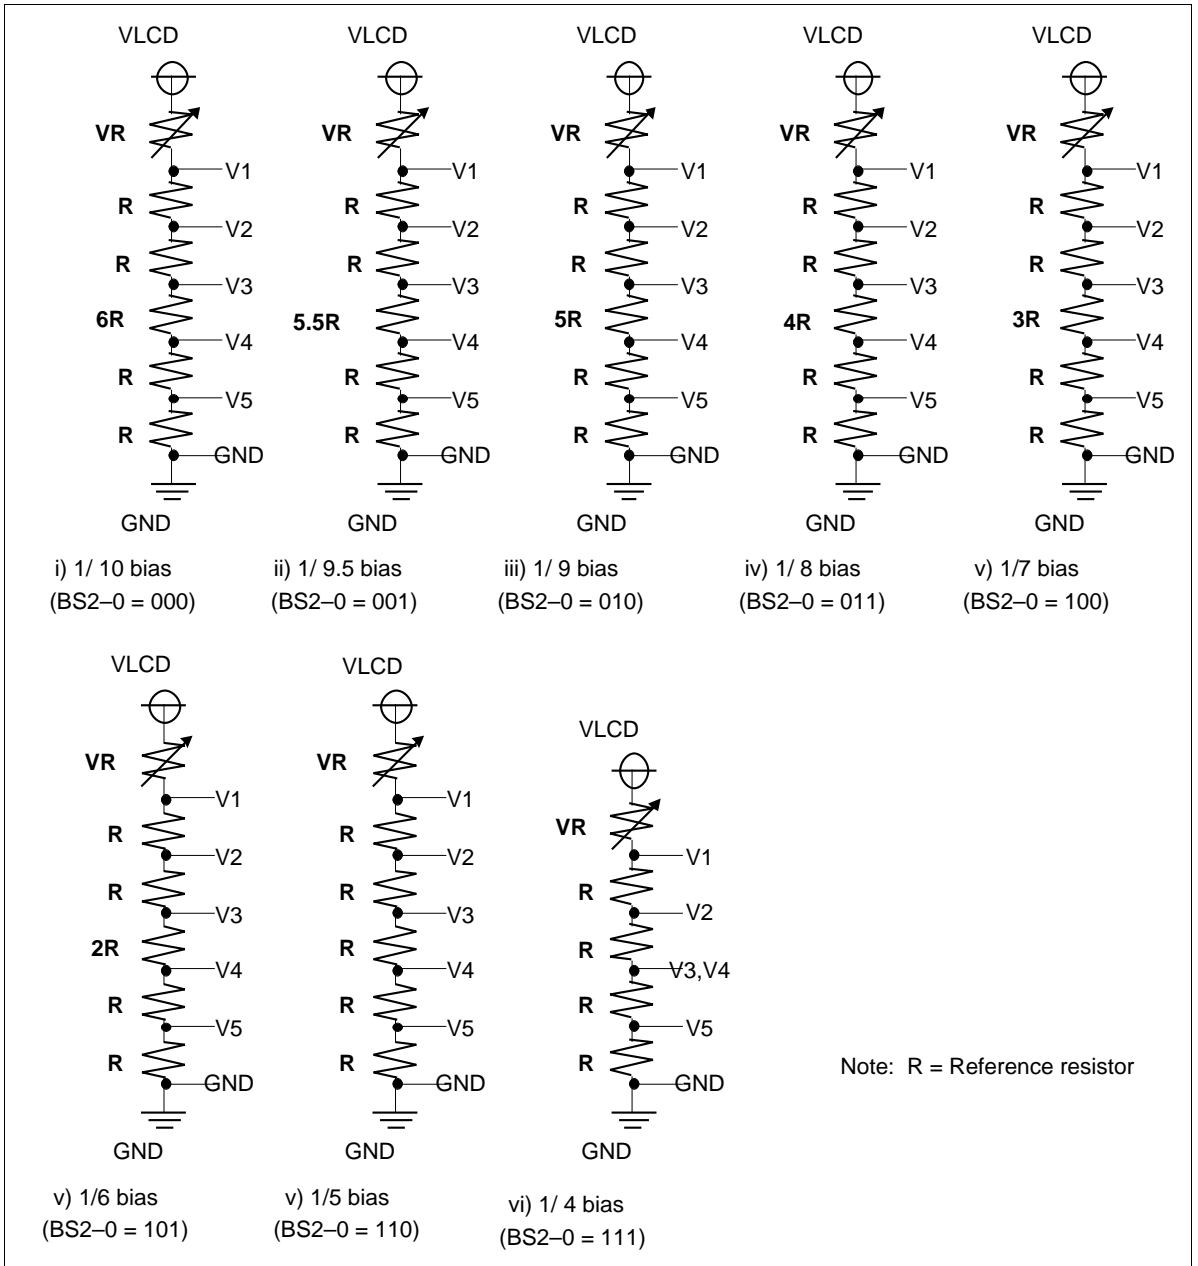 VLCD
VR
V1
R
V2
R
V3
6R
V4
R
V5
R
GND
GND
i) 1/ 10 bias
(BS2–0 = 000)
VLCD
VR
V1
R
V2
R
V3
5.5R
V4
R
V5
R
GND
GND
ii) 1/ 9.5 bias
(BS2–0 = 001)
VLCD
VR
V1
R
V2
R
V3
5R
V4
R
V5
R
GND
GND
iii) 1/ 9 bias
(BS2–0 = 010)
VLCD
VR
V1
R
V2
R
V3
4R
V4
R
V5
R
GND
GND
iv) 1/ 8 bias
(BS2–0 = 011)
VLCD
VR
V1
R
V2
R
V3
3R
V4
R
V5
R
GND
GND
v) 1/7 bias
(BS2–0 = 100)
VLCD
VR
V1
R
V2
R
V3
2R
V4
R
V5
R
GND
GND
v) 1/6 bias
(BS2–0 = 101)
VLCD
VR
V1
R
V2
R
V3
R
V4
R
V5
R
GND
GND
v) 1/5 bias
(BS2–0 = 110)
VLCD
VR
V1
R
V2
R
V3,V4
R
V5
R
GND
GND
vi) 1/ 4 bias
(BS2–0 = 111)
Note: R = Reference resistor